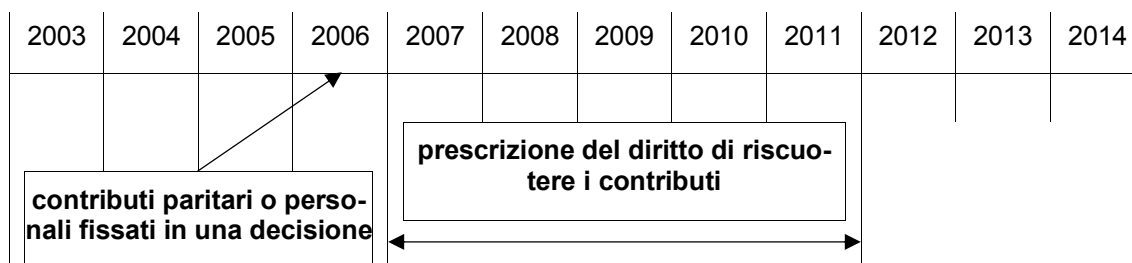 2003 2004 2005 2006 2007 2008 2009 2010 2011 2012 2013 2014
prescrizione del diritto di riscuo-
tere i contributi
contributi paritari o perso-
nali fissati in una decisione